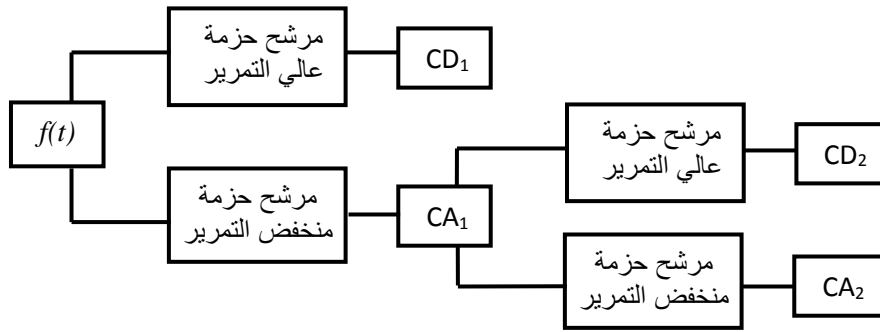 مرشح حزمة
عالي التمرير
CD₁
f(t)
مرشح حزمة
منخفض التمرير
CA₁
مرشح حزمة
عالي التمرير
CD₂
مرشح حزمة
منخفض التمرير
CA₂